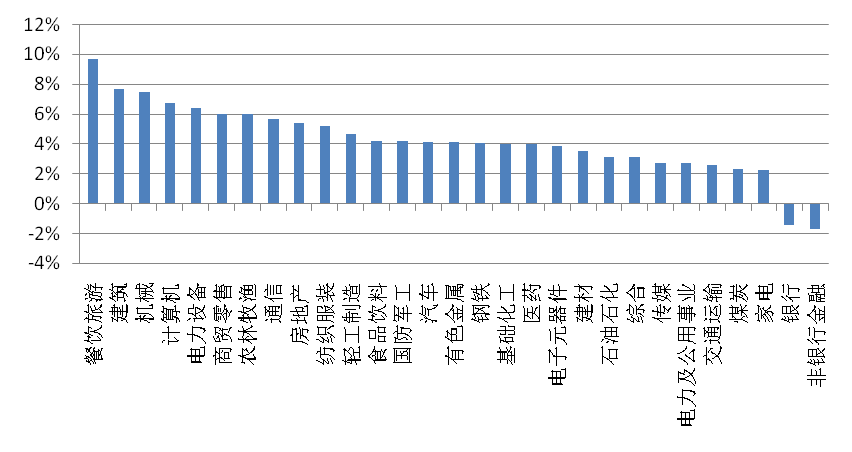 12%
10%
8%
6%
4%
2%
0%
-2%
-4%
餐饮旅游
建筑
机械
计算机
电力设备
商贸零售
农林牧渔
通信
房地产
纺织服装
轻工制造
食品饮料
国防军工
汽车
有色金属
钢铁
基础化工
医药
电子元器件
建材
石油石化
综合
传媒
电力及公用事业
交通运输
煤炭
家电
银行
非银行金融